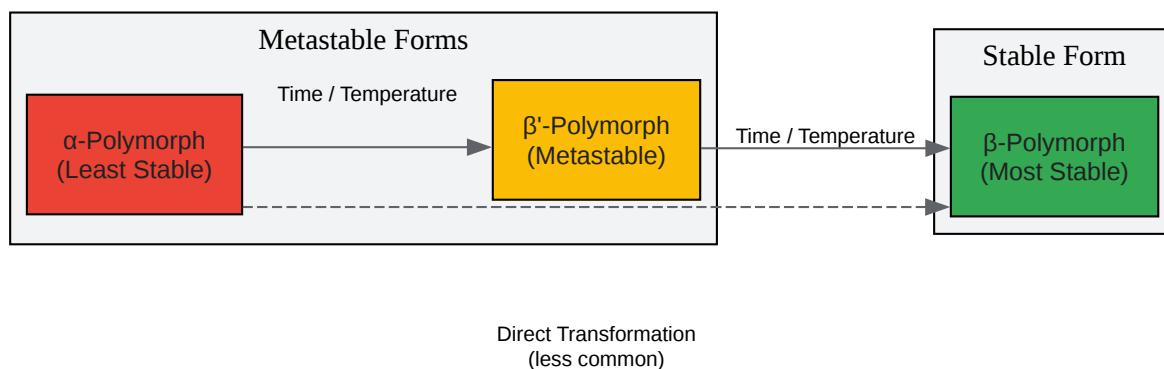 Metastable Forms
Stable Form
Time / Temperature
α-Polymorph
(Least Stable)
β'-Polymorph
(Metastable)
Time / Temperature
β-Polymorph
(Most Stable)
Direct Transformation
(less common)